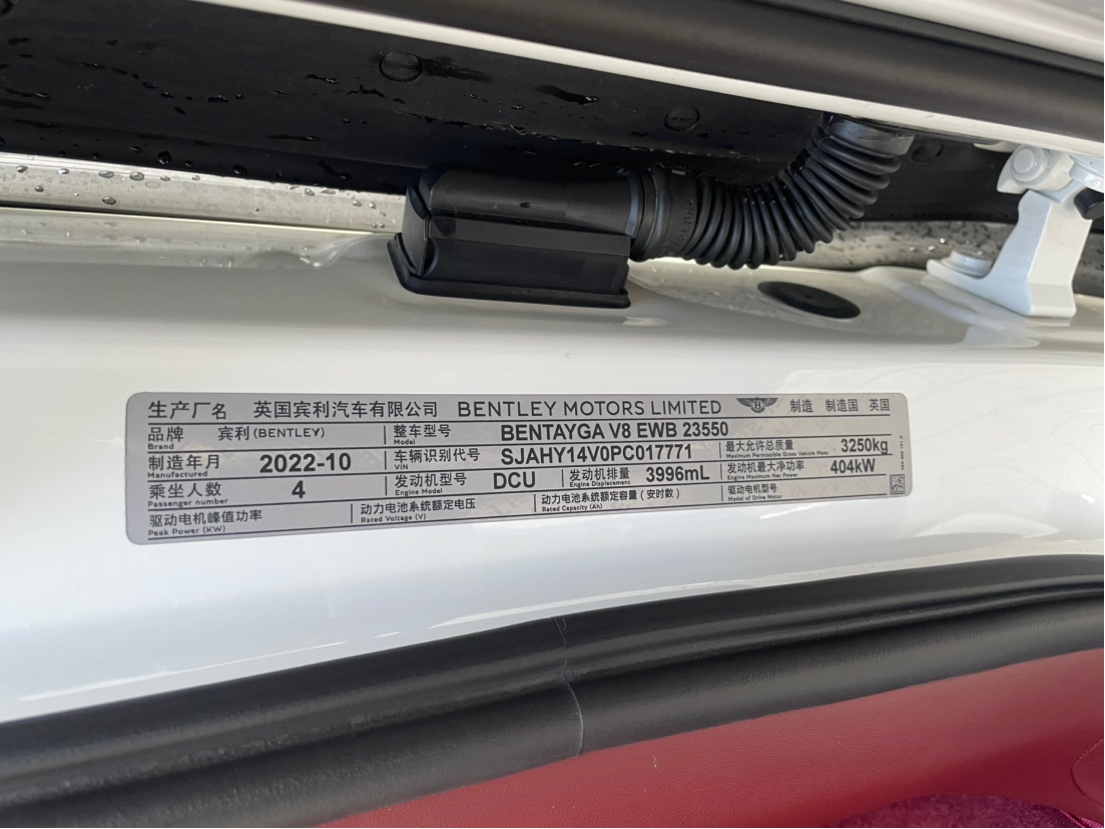 生产厂名 英国宾利汽车有限公司 BENTLEY MOTORS LIMITED B 制造 制造国 英国
品牌 宾利(BENTLEY) 整车型号 BENTAYGA V8 EWB 23550 最大允许总质量 3250kg
Brand Model Maximum Permissible Gross Vehicle Mass
制造年月 2022-10 车辆识别代号 SJAHY14V0PC017771 发动机最大净功率 404kW
Manufactured VIN Engine Maximum Net Power
乘坐人数 4 发动机型号 DCU 发动机排量 3996mL 驱动电机型号
Passenger number Engine Model Engine Displacement Model of Drive Motor
驱动电机峰值功率 动力电池系统额定电压 动力电池系统额定容量(安时数)
Peak Power (KW) Rated Voltage (V) Rated Capacity (Ah)